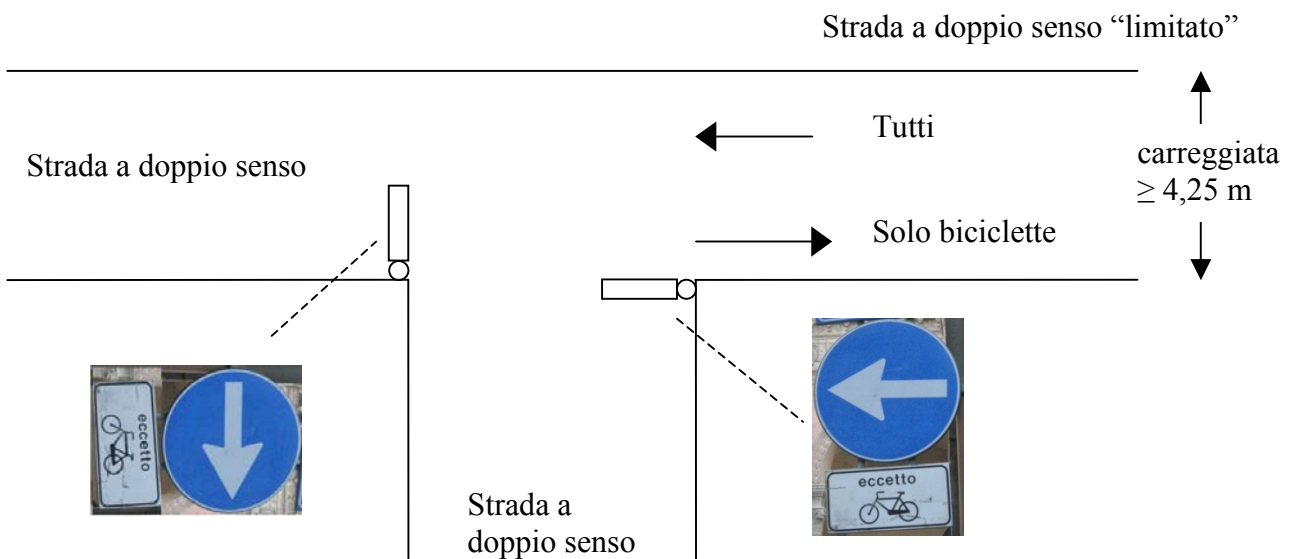 Strada a doppio senso “limitato”
Tutti
Strada a doppio senso
carreggiata
≥ 4,25 m
Solo biciclette
eccetto
eccetto
Strada a
doppio senso